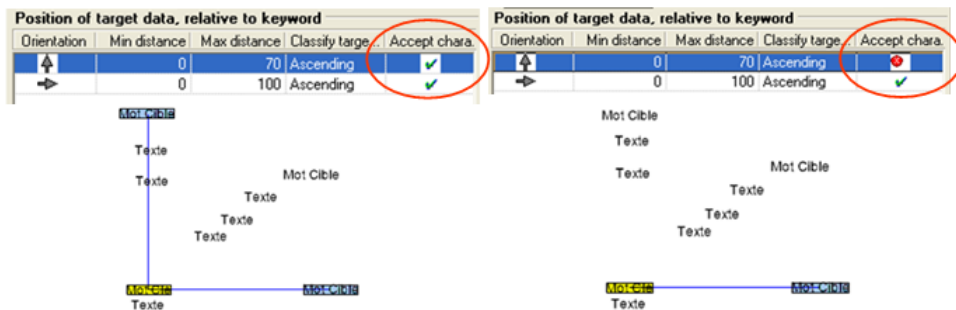 Position of target data, relative to keyword
Orientation Min distance Max distance Classify targe... Accept chara.
0 70 Ascending
0 100 Ascending
Mot Cible
Texte
Texte
Mot Cible
Texte
Texte
Texte
Mot Clé Mot Cible
Texte
Position of target data, relative to keyword
Orientation Min distance Max distance Classify targe... Accept chara.
0 70 Ascending
0 100 Ascending
Mot Cible
Texte
Texte
Mot Cible
Texte
Texte
Texte
Mot Clé Mot Cible
Texte